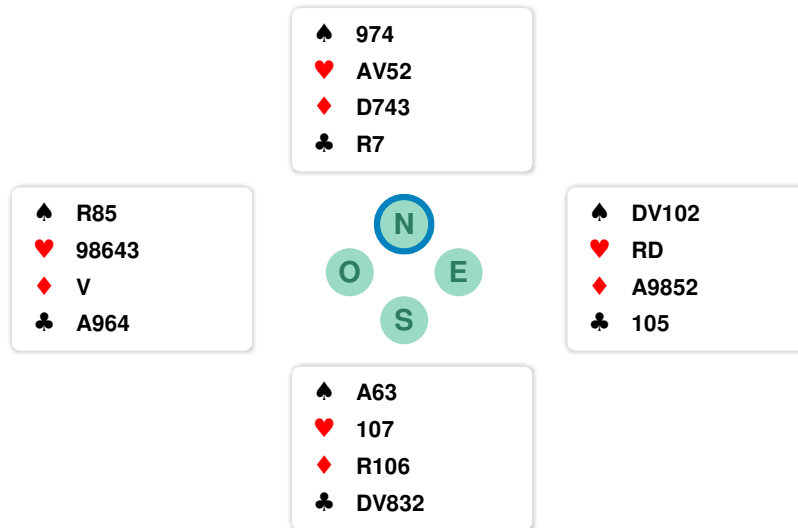 ♠ 974
♥ AV52
♦ D743
♣ R7
♠ R85
♥ 98643
♦ V
♣ A964
N
O E
S
♠ DV102
♥ RD
♦ A9852
♣ 105
♠ A63
♥ 107
♦ R106
♣ DV832